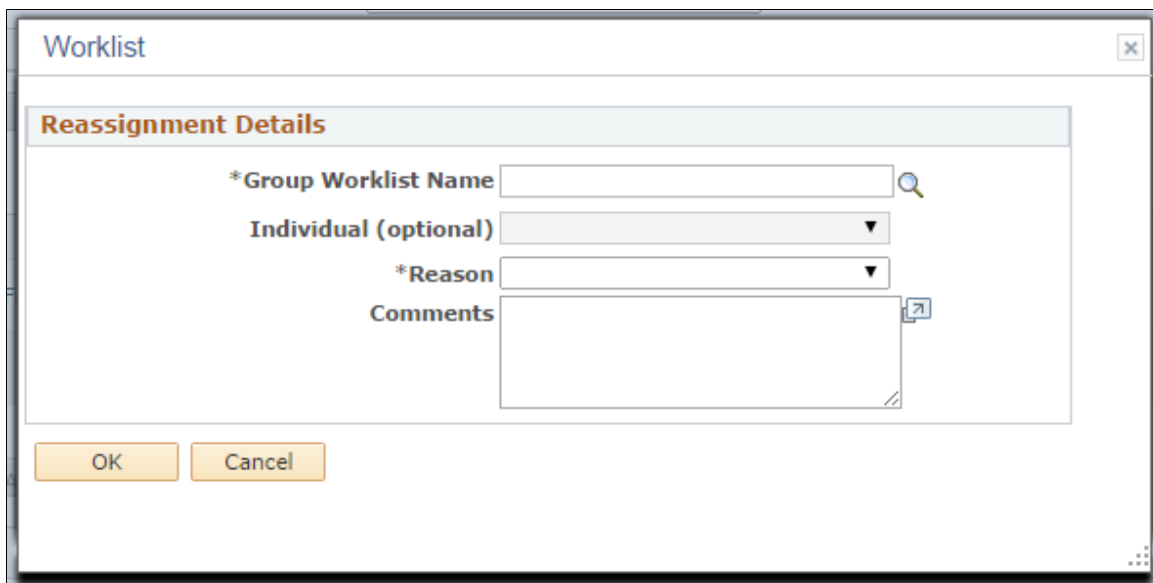 Worklist
Reassignment Details
*Group Worklist Name
Individual (optional)
*Reason
Comments
OK Cancel